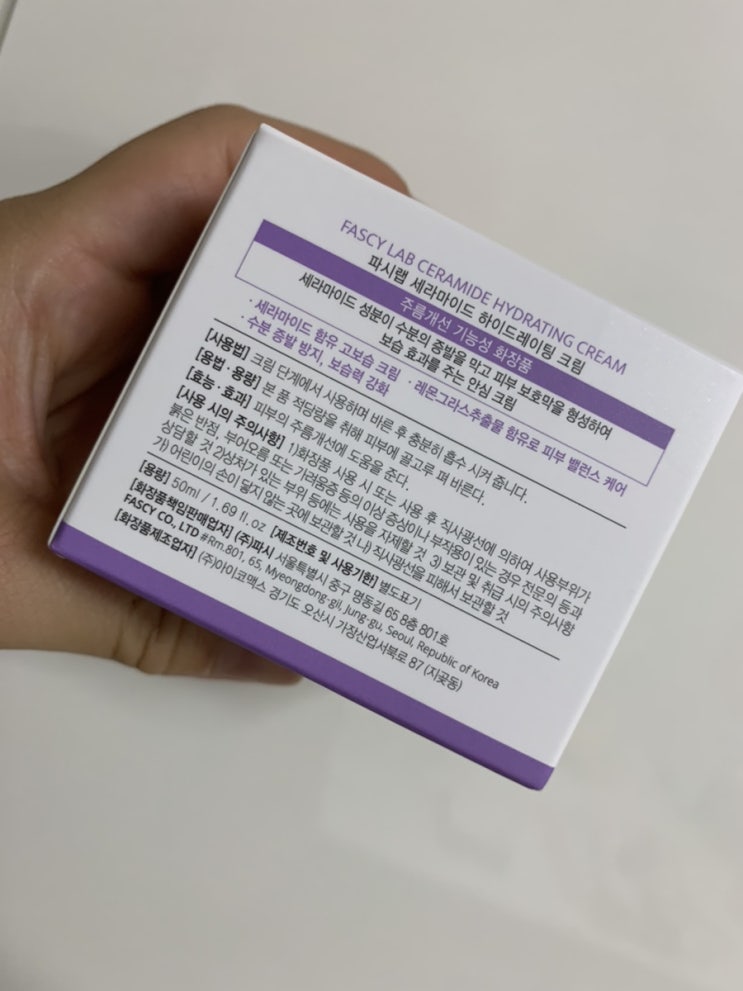 FASCY LAB CERAMIDE HYDRATING CREAM
파시랩 세라마이드 하이드레이팅 크림
주름개선 기능성 화장품
세라마이드 성분이 수분의 증발을 막고 피부 보호막을 형성하여
보습 효과를 주는 안심 크림
· 세라마이드 함유 고보습 크림 · 레몬그라스추출물 함유로 피부 밸런스 케어
· 수분 증발 방지, 보습력 강화
[사용법] 크림 단계에서 사용하며 바른 후 충분히 흡수 시켜 줍니다.
[용법 · 용량] 본 품 적당량을 취해 피부에 골고루 펴 바른다.
[효능 · 효과] 피부의 주름개선에 도움을 준다.
[사용 시의 주의사항] 1)화장품 사용 시 또는 사용 후 직사광선에 의하여 사용부위가
붉은 반점, 부어오름 또는 가려움증 등의 이상 증상이나 부작용이 있는 경우 전문의 등과
상담할 것 2)상처가 있는 부위 등에는 사용을 자제할 것 3) 보관 및 취급 시의 주의사항
가) 어린이의 손이 닿지 않는 곳에 보관할 것 나) 직사광선을 피해서 보관할 것
[용량] 50ml / 1.69 fl. oz [제조번호 및 사용기한] 별도표기
[화장품책임판매업자] (주)파시 서울특별시 중구 명동길 65 8층 801호
FASCY CO., LTD #Rm.801, 65, Myeongdong-gil, Jung-gu, Seoul, Republic of Korea
[화장품제조업자] (주)아이코맥스 경기도 오산시 가장산업서북로 87 (지곶동)